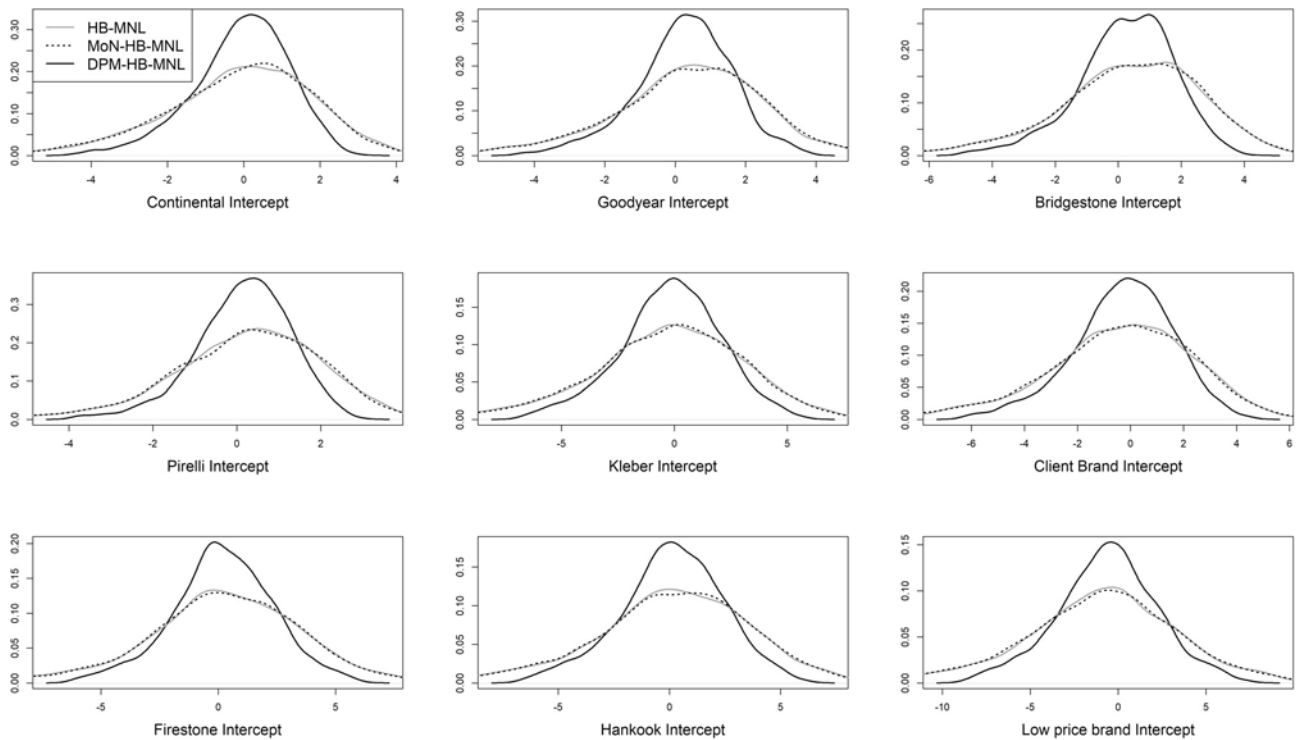 HB-MNL
MoN-HB-MNL
DPM-HB-MNL
0.00 0.10 0.20 0.30
-4 -2 0 2 4
Continental Intercept
0.00 0.10 0.20 0.30
-4 -2 0 2 4
Goodyear Intercept
0.00 0.10 0.20
-6 -4 -2 0 2 4
Bridgestone Intercept
0.0 0.1 0.2 0.3
-4 -2 0 2
Pirelli Intercept
0.00 0.05 0.10 0.15
-5 0 5
Kleber Intercept
0.00 0.05 0.10 0.15 0.20
-6 -4 -2 0 2 4 6
Client Brand Intercept
0.00 0.05 0.10 0.15 0.20
-5 0 5
Firestone Intercept
0.00 0.05 0.10 0.15
-5 0 5
Hankook Intercept
0.00 0.05 0.10 0.15
-10 -5 0 5
Low price brand Intercept